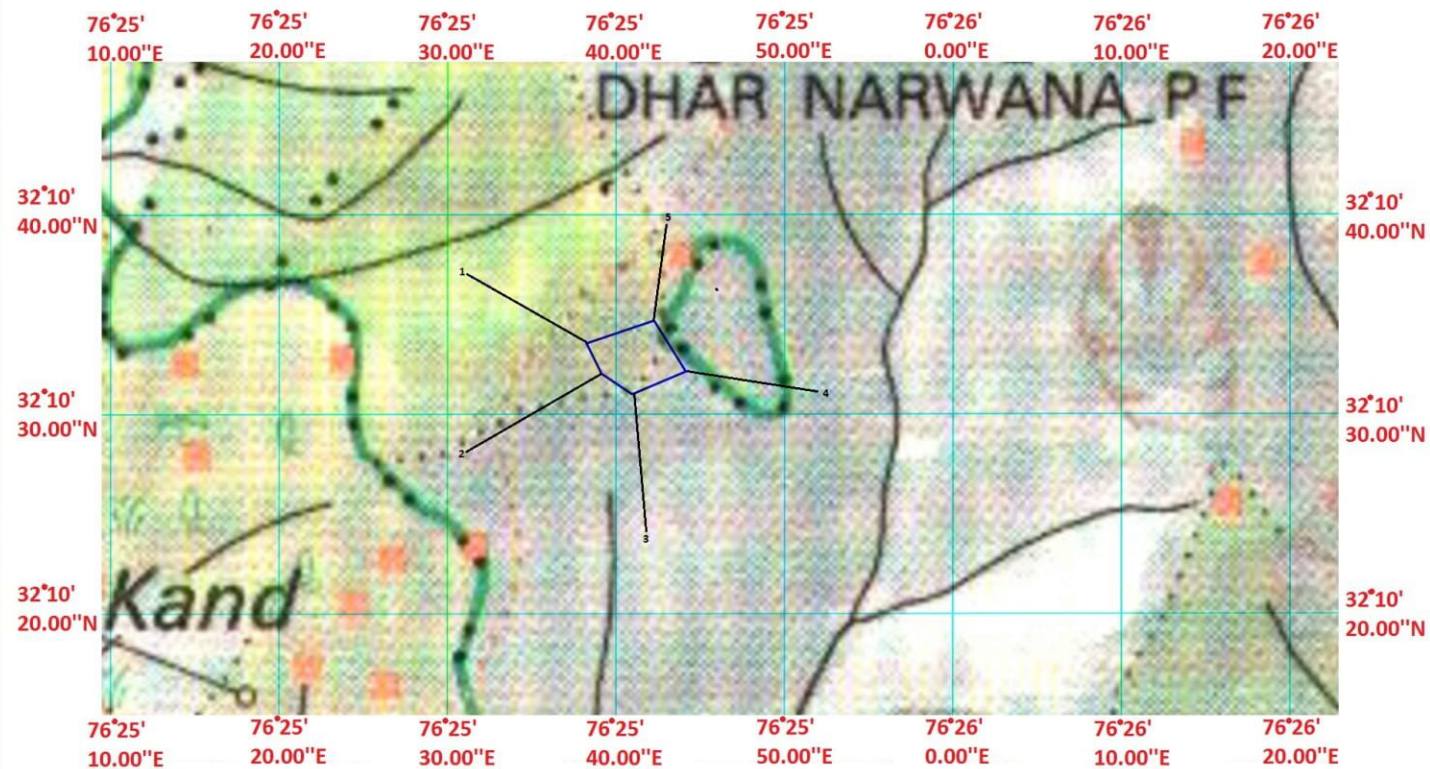 76°25' 76°25' 76°25' 76°25' 76°25' 76°26' 76°26' 76°26'
10.00"E 20.00"E 30.00"E 40.00"E 50.00"E 0.00"E 10.00"E 20.00"E
DHAR NARWANA P F
32°10' 32°10'
40.00"N 40.00"N
5
1
4
32°10' 32°10'
30.00"N 30.00"N
2
3
Kand
32°10' 32°10'
20.00"N 20.00"N
76°25' 76°25' 76°25' 76°25' 76°25' 76°26' 76°26' 76°26'
10.00"E 20.00"E 30.00"E 40.00"E 50.00"E 0.00"E 10.00"E 20.00"E